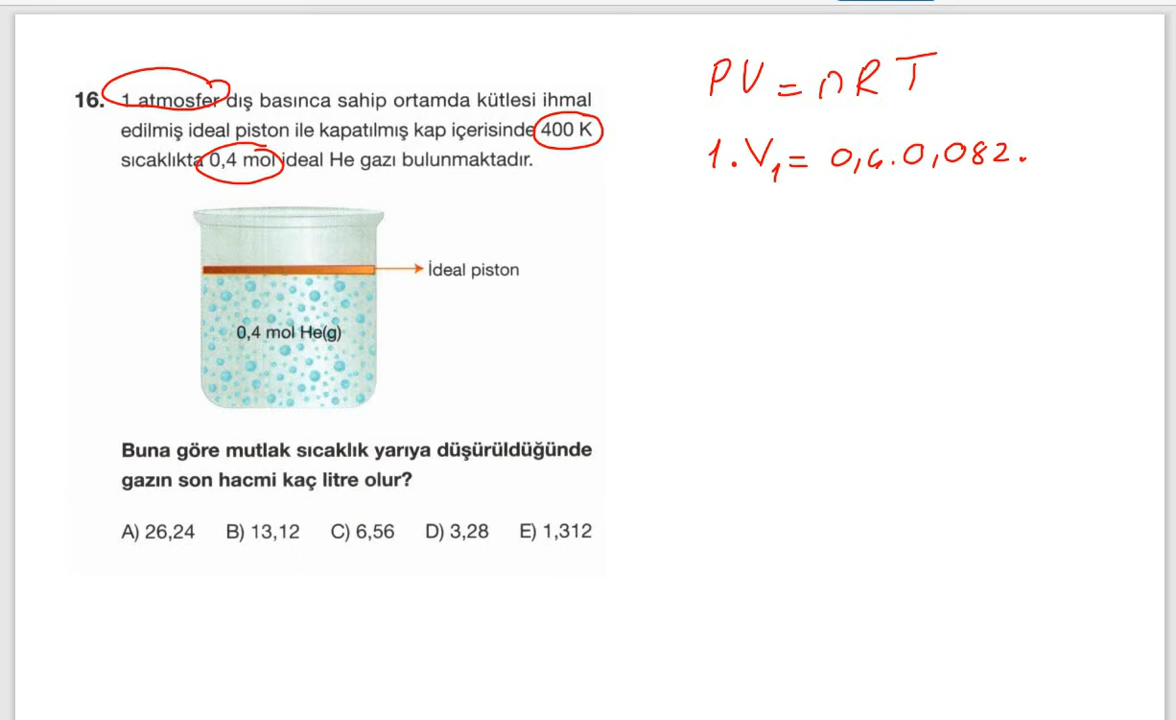 16. 1 atmosfer dış basınca sahip ortamda kütlesi ihmal
edilmiş ideal piston ile kapatılmış kap içerisinde 400 K
sıcaklıkta 0,4 mol ideal He gazı bulunmaktadır.
İdeal piston
0,4 mol He(g)
Buna göre mutlak sıcaklık yarıya düşürüldüğünde
gazın son hacmi kaç litre olur?
A) 26,24 B) 13,12 C) 6,56 D) 3,28 E) 1,312
PV = nRT
1.V₁ = 0,4.0,082.